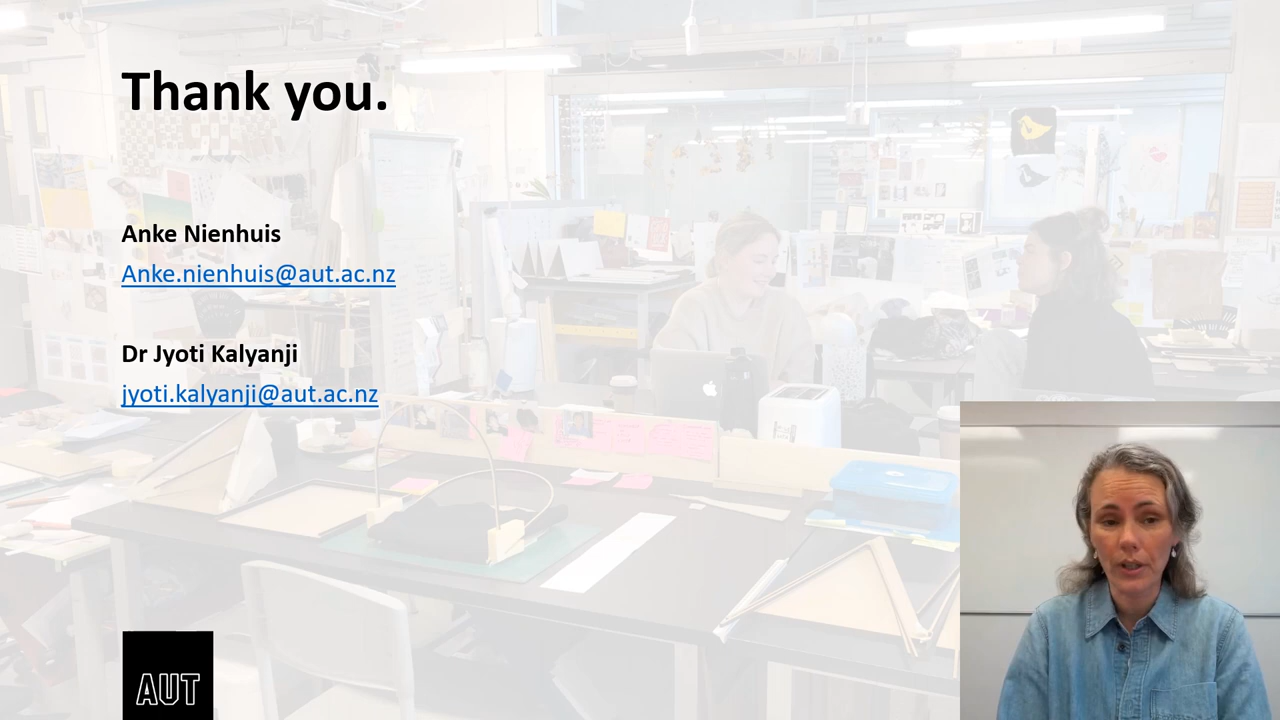 Thank you.
Anke Nienhuis
Anke.nienhuis@aut.ac.nz
Dr Jyoti Kalyanji
jyoti.kalyanji@aut.ac.nz
AUT